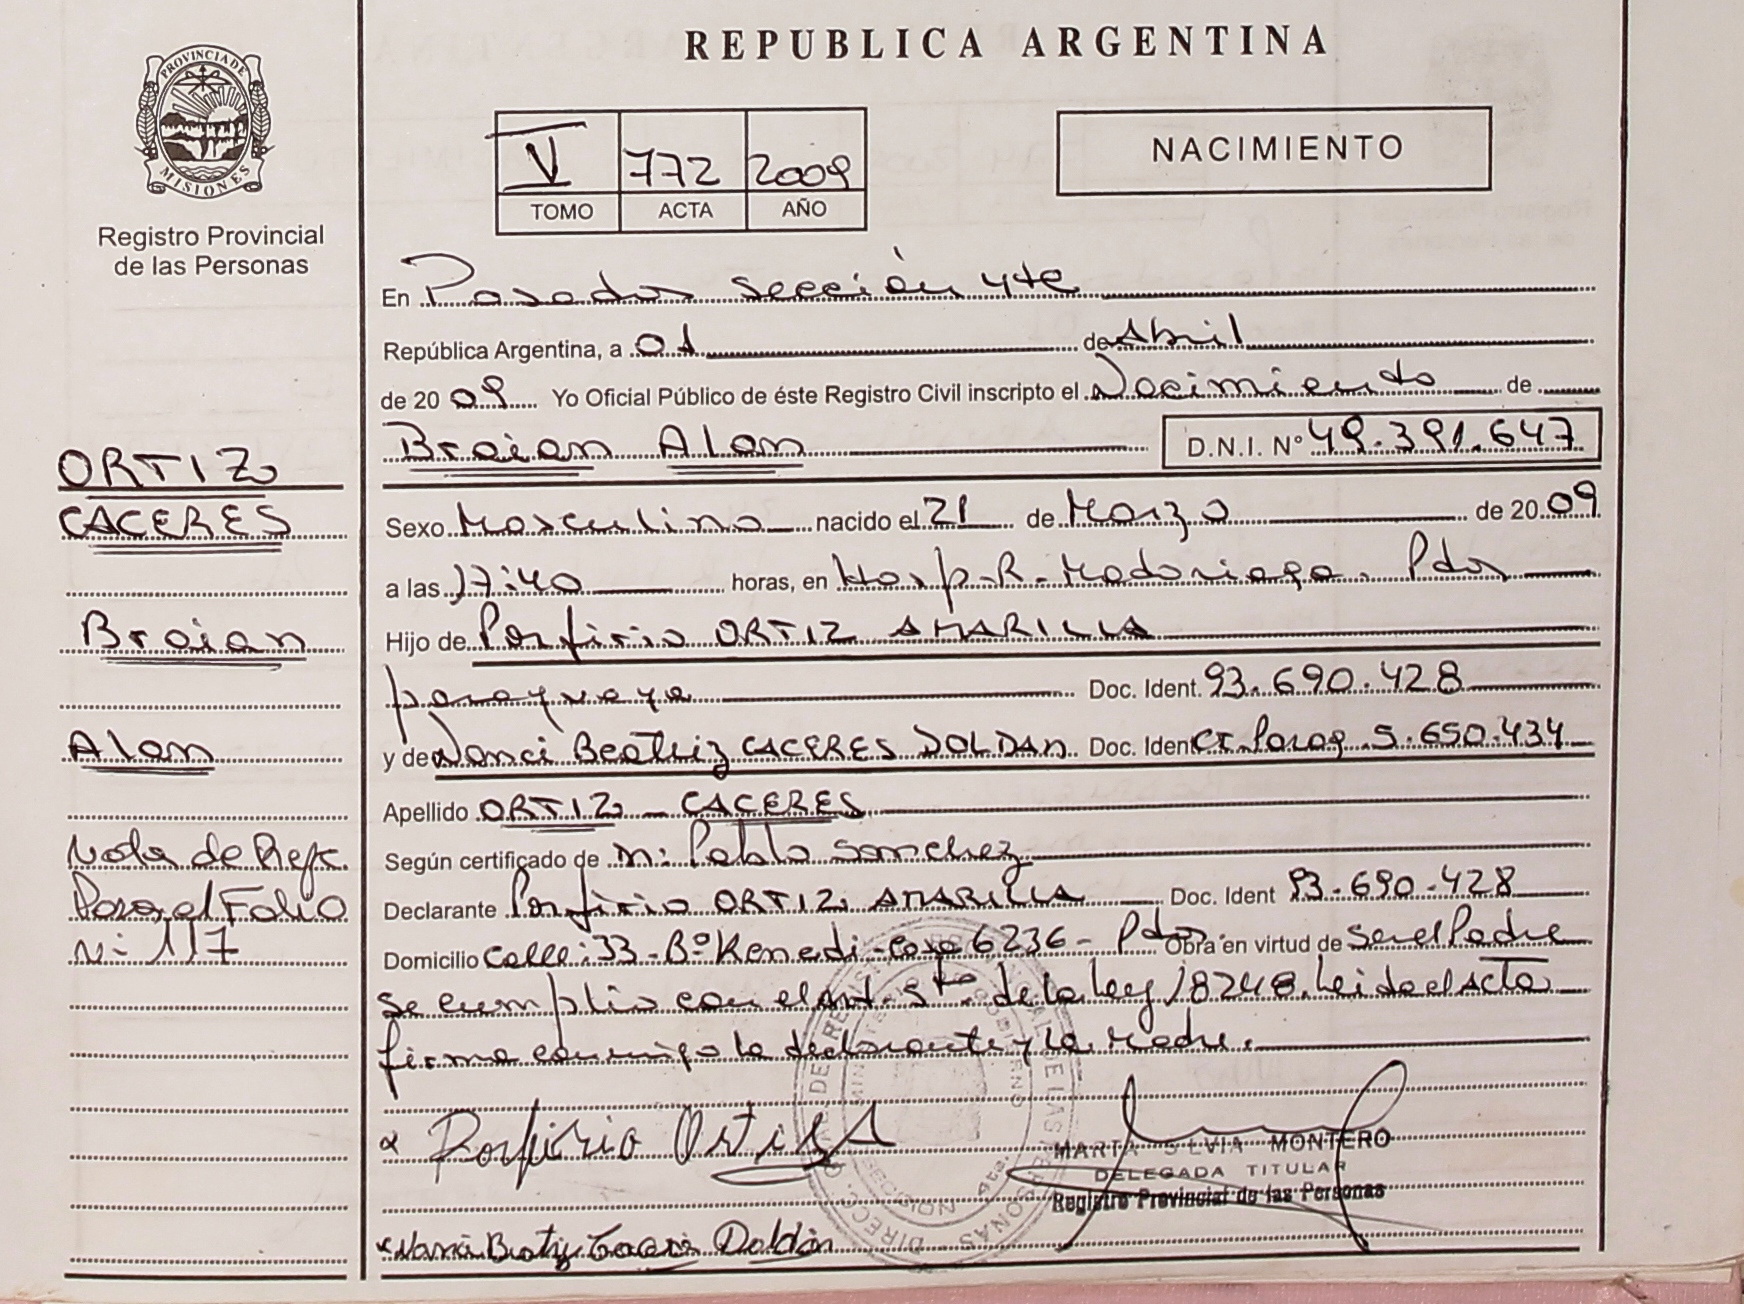 REPUBLICA ARGENTINA
PROVINCIA DE
MISIONES
Registro Provincial
de las Personas
V 772 2009
TOMO ACTA AÑO
NACIMIENTO
En Posadas sección 4ta
República Argentina, a 01 de Abril
de 2009 Yo Oficial Público de éste Registro Civil inscripto el Nacimiento de
Braian Alan D.N.I. Nº 49.391.647
Sexo Masculino nacido el 21 de Marzo de 2009
a las 17:40 horas, en Hosp. R. Madariaga. Pdas
Hijo de Porfirio ORTIZ AMARILLA
paraguaya Doc. Ident. 93.690.428
y de Nanci Beatriz CACERES DOLDAN Doc. Ident CI. Parag 5.650.434
Apellido ORTIZ - CACERES
Según certificado de M: Pablo Sanchez
Declarante Porfirio ORTIZ AMARILLA Doc. Ident 93.690.428
Domicilio Calle: 33 - Bº Kenedi - Casa 6236 - Pdas. Obra en virtud de ser el Padre
se cumplio con el Art. 5to de la Ley 18248. Leida el Acta
firma conmigo la declarante y la Madre.
Porfirio Ortiz A
MARTA SILVIA MONTERO
DELEGADA TITULAR
Registro Provincial de las Personas
Nanci Beatriz Caceres Doldán
ORTIZ
CACERES
Braian
Alan
Nota de Refc.
Para el Folio
N: 117